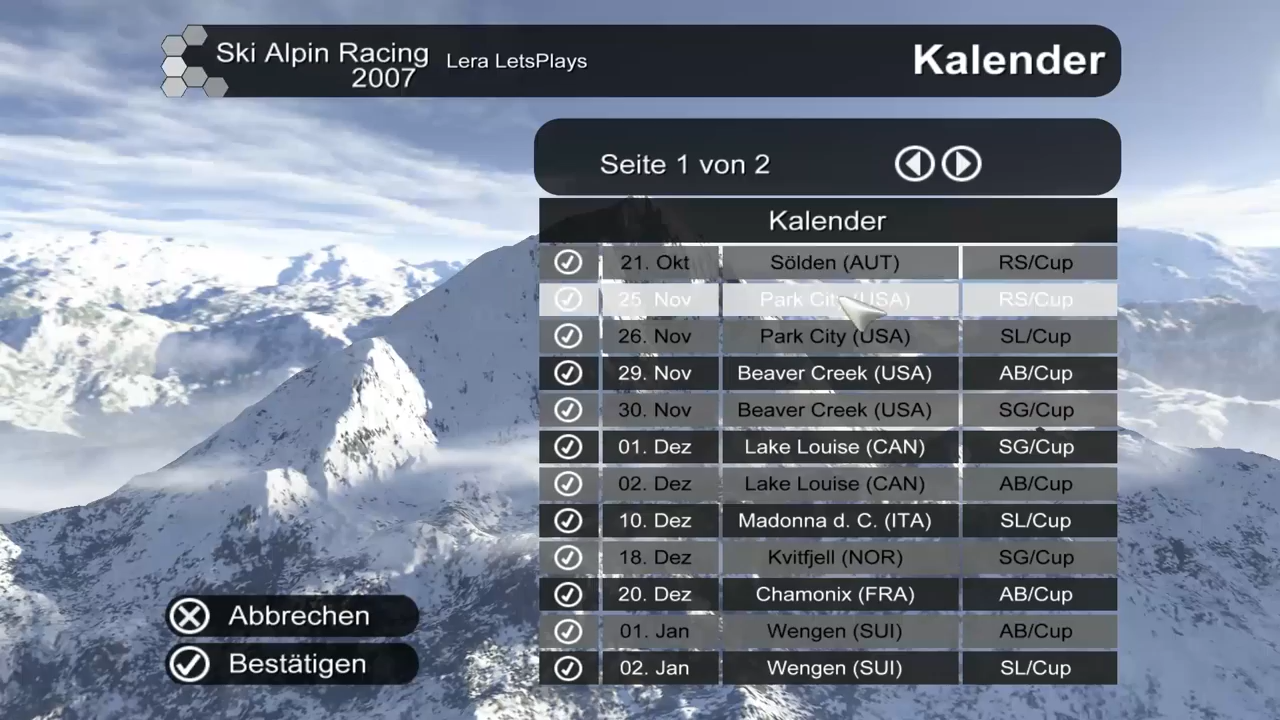 Ski Alpin Racing
2007
Lera LetsPlays
Kalender
Seite 1 von 2
Kalender
21. Okt Sölden (AUT) RS/Cup
25. Nov Park City (USA) RS/Cup
26. Nov Park City (USA) SL/Cup
29. Nov Beaver Creek (USA) AB/Cup
30. Nov Beaver Creek (USA) SG/Cup
01. Dez Lake Louise (CAN) SG/Cup
02. Dez Lake Louise (CAN) AB/Cup
10. Dez Madonna d. C. (ITA) SL/Cup
18. Dez Kvitfjell (NOR) SG/Cup
20. Dez Chamonix (FRA) AB/Cup
01. Jan Wengen (SUI) AB/Cup
02. Jan Wengen (SUI) SL/Cup
Abbrechen
Bestätigen